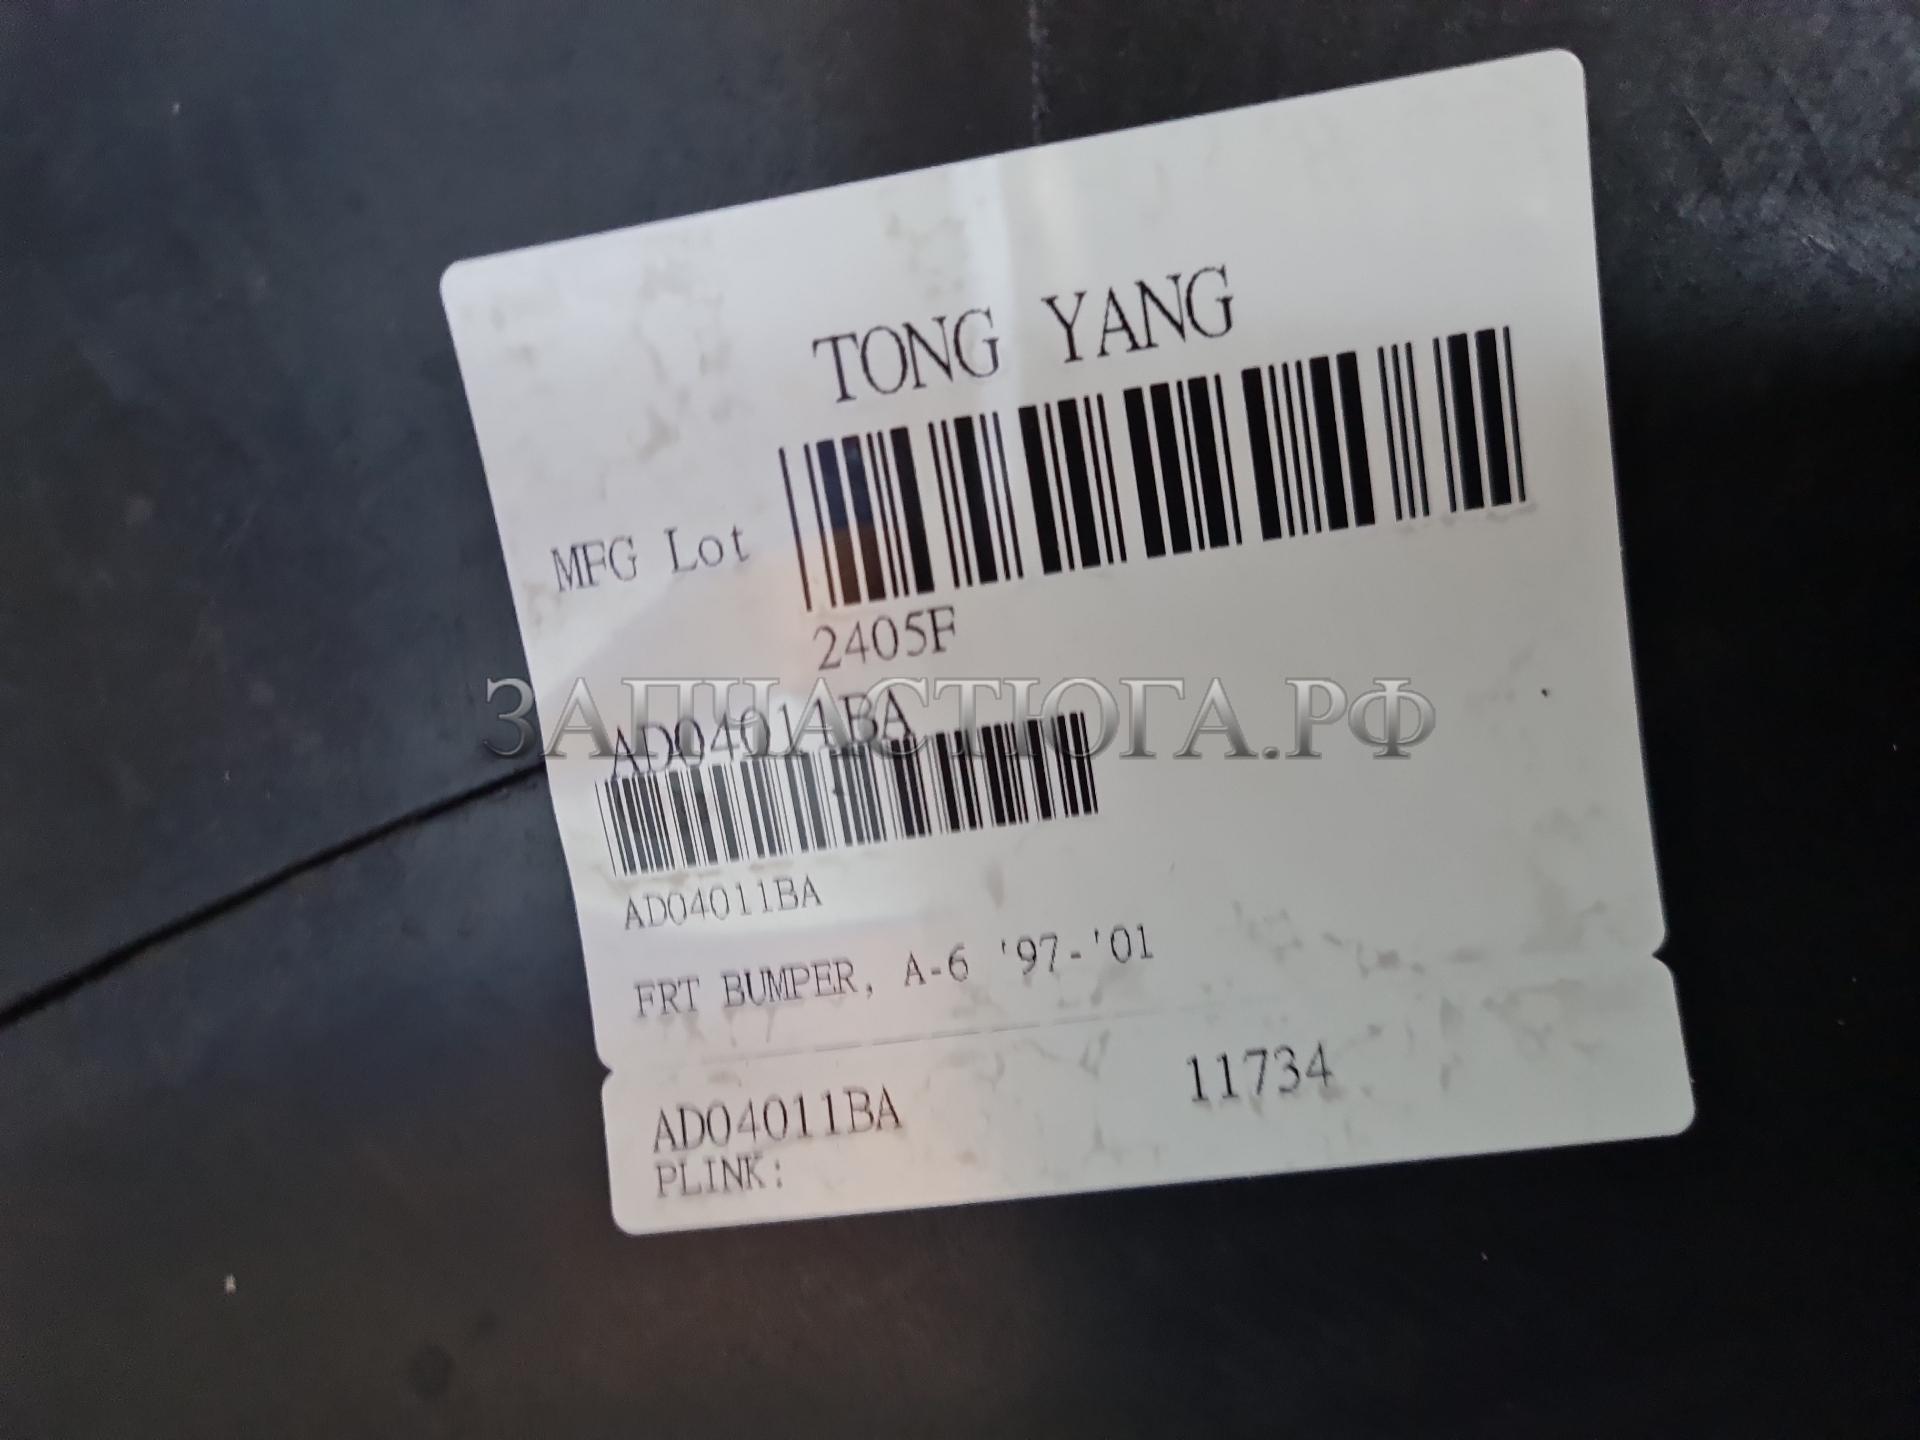 TONG YANG
MFG Lot
2405F
ЗАПЧАСТЮГА.РФ
AD04011BA
AD04011BA
FRT BUMPER, A-6 '97-'01
AD04011BA 11734
PLINK: